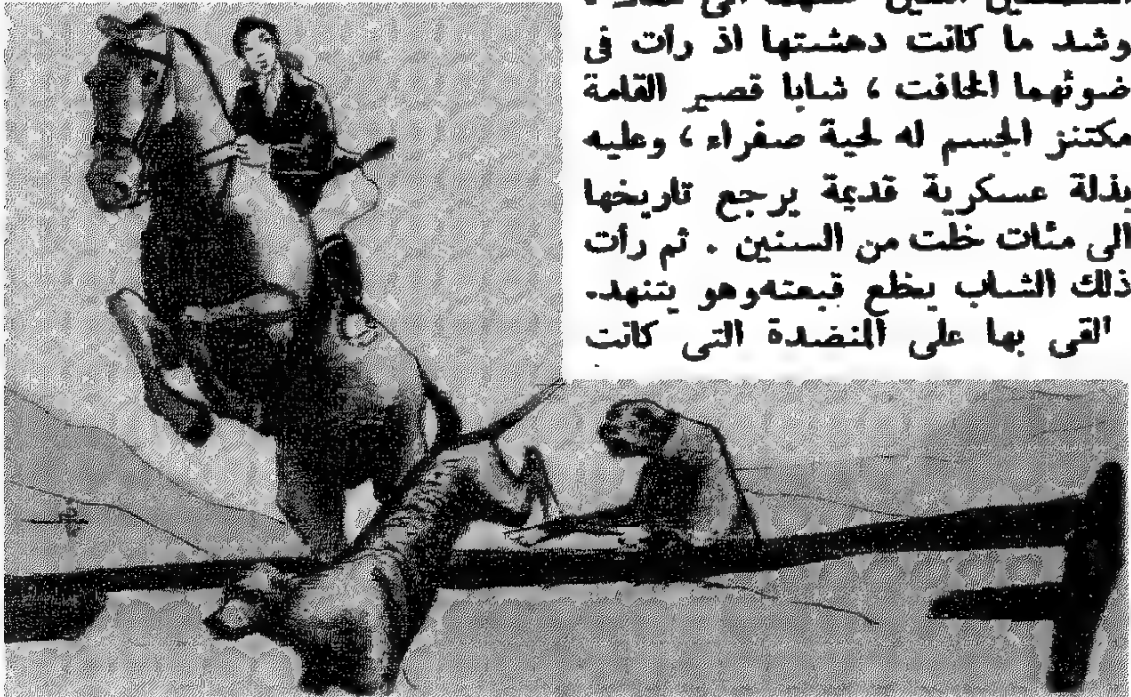 وشد ما كانت دهشتها اذ رأت فى
ضوئهما الخافت ، شابا قصير القامة
مكتنز الجسم له لحية صفراء ، وعليه
بذلة عسكرية قديمة يرجع تاريخها
الى مئات خلت من السنين . ثم رأت
ذلك الشاب يخلع قبعته وهو يتنهد.
القى بها على المنضدة التى كانت